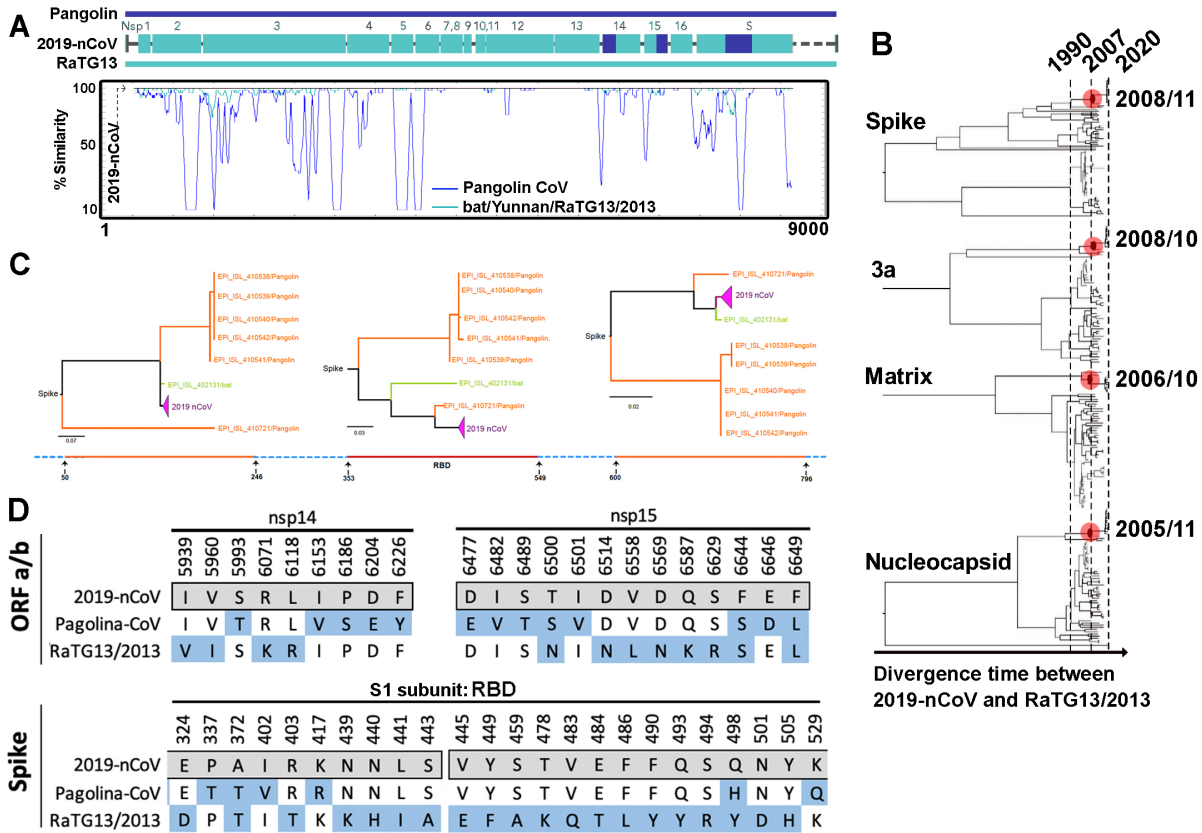 A
Pangolin
Nsp 1 2 3 4 5 6 7,8 9 10,11 12 13 14 15 16 S
2019-nCoV
RaTG13
100
50
10
% Similarity
2019-nCoV
Pangolin CoV
bat/Yunnan/RaTG13/2013
1 9000
B
1990 2007 2020
Spike
2008/11
3a
2008/10
Matrix
2006/10
Nucleocapsid
2005/11
Divergence time between
2019-nCoV and RaTG13/2013
C
EPI_ISL_410538/Pangolin
EPI_ISL_410539/Pangolin
EPI_ISL_410540/Pangolin
EPI_ISL_410542/Pangolin
EPI_ISL_410541/Pangolin
EPI_ISL_402131/bat
2019 nCoV
EPI_ISL_410721/Pangolin
Spike
0.07
EPI_ISL_410538/Pangolin
EPI_ISL_410540/Pangolin
EPI_ISL_410542/Pangolin
EPI_ISL_410541/Pangolin.
EPI_ISL_410539/Pangolin
EPI_ISL_402131/bat
EPI_ISL_410721/Pangolin
2019 nCoV
Spike
0.03
EPI_ISL_410721/Pangolin
2019 nCoV
EPI_ISL_402131/bat
EPI_ISL_410538/Pangolin
EPI_ISL_410539/Pangolin
EPI_ISL_410540/Pangolin
EPI_ISL_410541/Pangolin
EPI_ISL_410542/Pangolin
Spike
0.02
RBD
50 246 353 549 600 796
D
ORF a/b
nsp14 nsp15
5939 5960 5993 6071 6118 6153 6186 6204 6226 6477 6482 6489 6500 6501 6514 6558 6569 6587 6629 6644 6646 6649
2019-nCoV I V S R L I P D F D I S T I D V D Q S F E F
Pagolina-CoV I V T R L V S E Y E V T S V D V D Q S S D L
RaTG13/2013 V I S K R I P D F D I S N I N L N K R S E L
Spike
S1 subunit: RBD
324 337 372 402 403 417 439 440 441 443 445 449 459 478 483 484 486 490 493 494 498 501 505 529
2019-nCoV E P A I R K N N L S V Y S T V E F F Q S Q N Y K
Pagolina-CoV E T T V R R N N L S V Y S T V E F F Q S H N Y Q
RaTG13/2013 D P T I T K K H I A E F A K Q T L Y Y R Y D H K